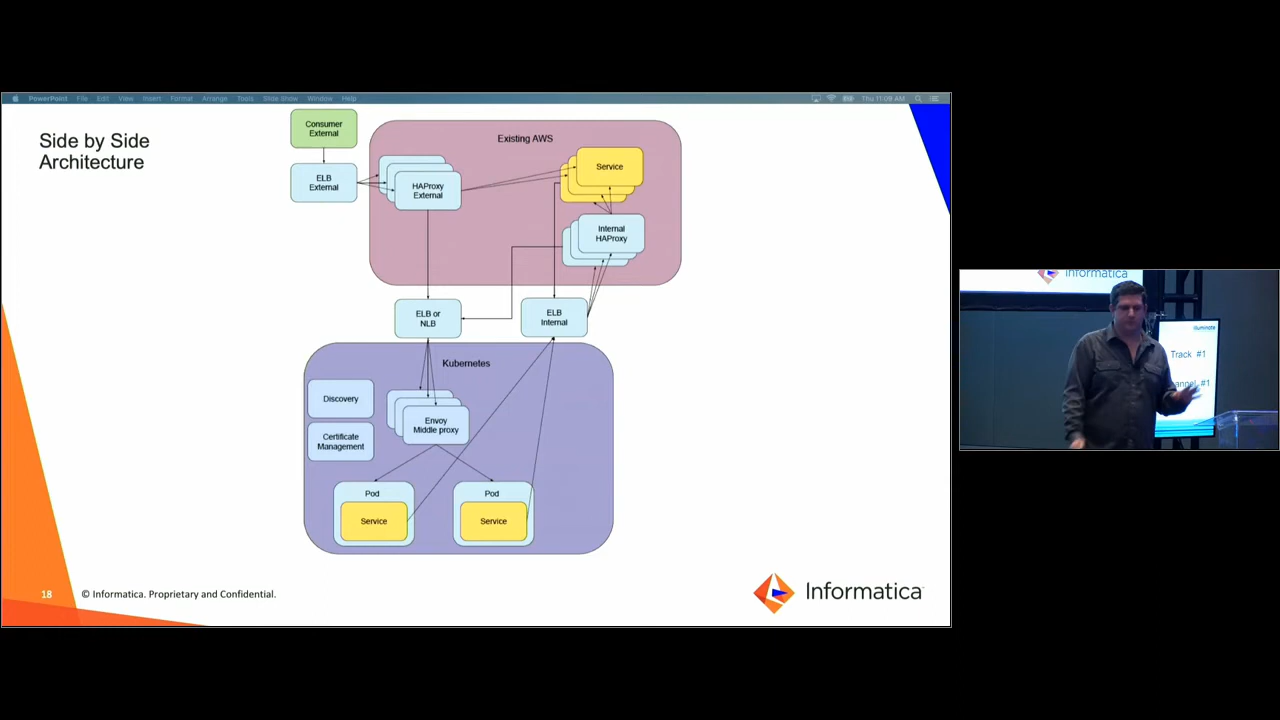 PowerPoint File Edit View Insert Format Arrange Tools Slide Show Window Help
Thu 11:09 AM
Side by Side
Architecture
Consumer
External
ELB
External
Existing AWS
HAProxy
External
Service
Internal
HAProxy
ELB or
NLB
ELB
Internal
Kubernetes
Discovery
Certificate
Management
Envoy
Middle proxy
Pod
Service
Pod
Service
18
© Informatica. Proprietary and Confidential.
Informatica
Informatica
illuminate
Track #1
#1